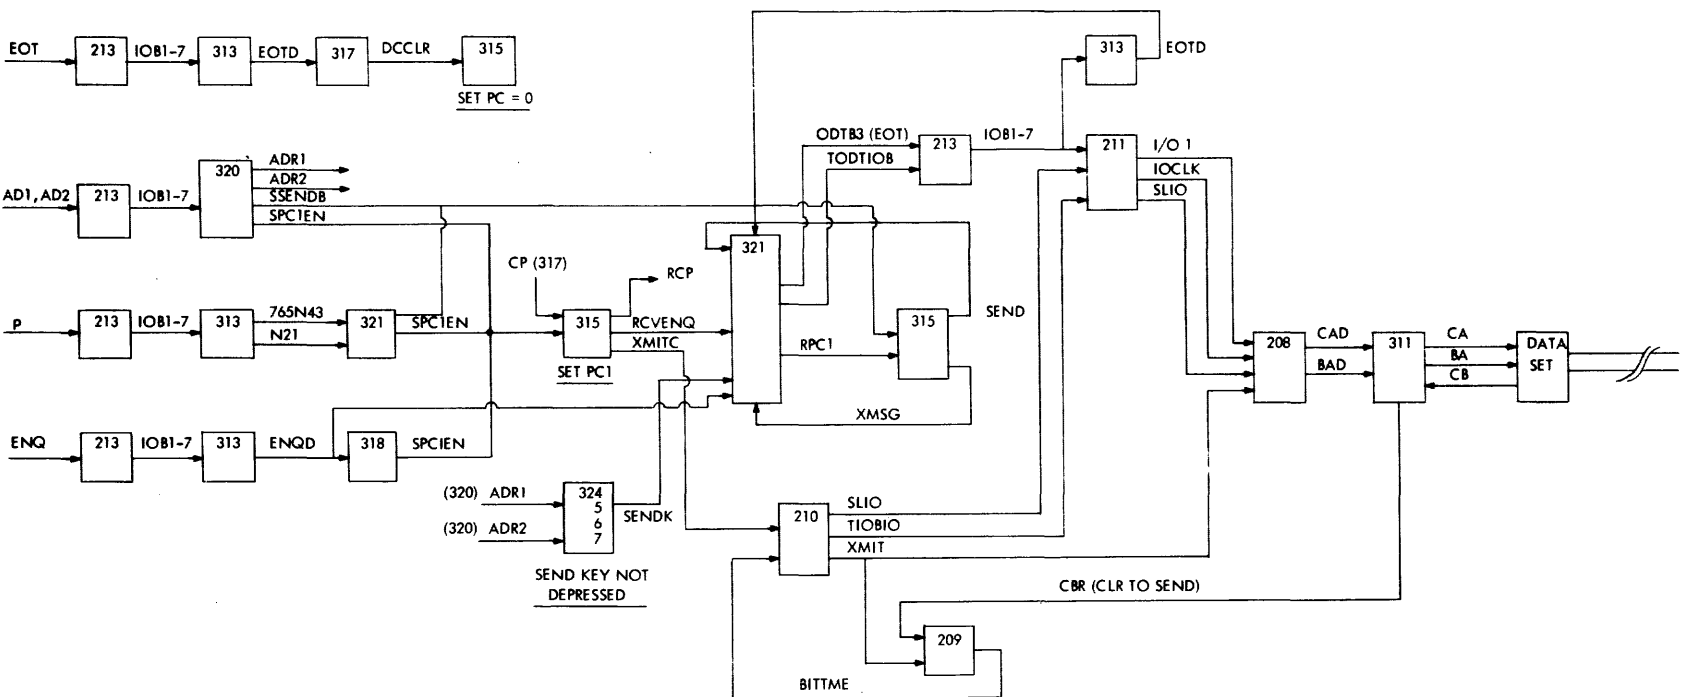 EOT 213 IOB1-7 313 EOTD 317 DCCLR 315
SET PC = 0
313 EOTD
AD1, AD2 213 IOB1-7 320 ADR1
ADR2
SSENDB
SPC1EN
ODTB3 (EOT) 213 IOB1-7
TODTIOB
211 I/O 1
IOCLK
SLIO
P 213 IOB1-7 313 765N43 321 SPC1EN
N21
CP (317)
RCP
315 RCVENQ
XMITC
SET PC1
321
RPC1
315 SEND
XMSG
208 CAD 311 CA DATA
BAD BA SET
CB
ENQ 213 IOB1-7 313 ENQD 318 SPC1EN
(320) ADR1 324
5
6
(320) ADR2 7
SENDK
SEND KEY NOT
DEPRESSED
210 SLIO
TIOBIO
XMIT
CBR (CLR TO SEND)
209
BITTME